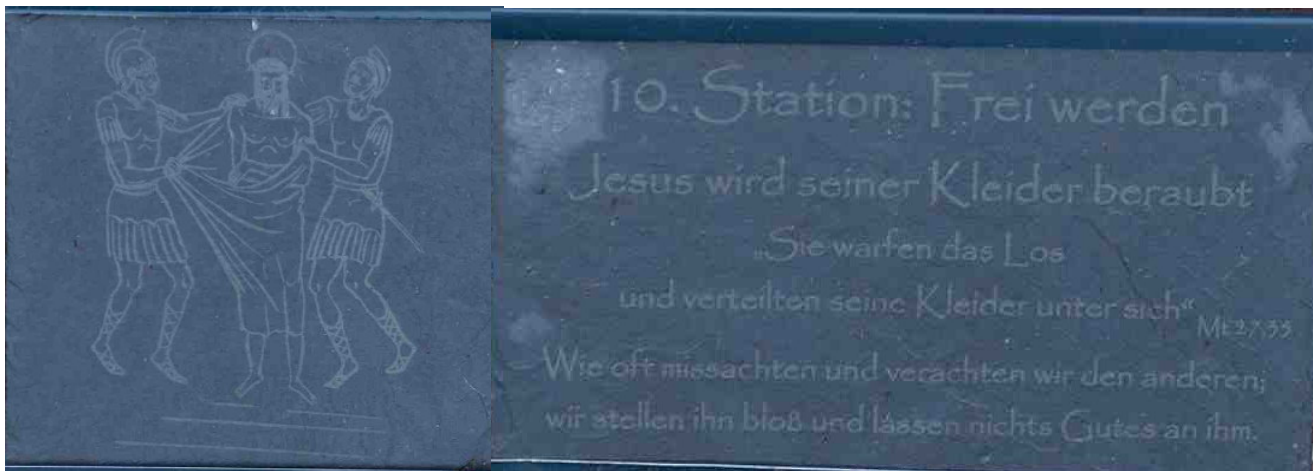 10. Station: Frei werden
Jesus wird seiner Kleider beraubt
„Sie warfen das Los
und verteilten seine Kleider unter sich“
Mt 27,35
Wie oft missachten und verachten wir den anderen;
wir stellen ihn bloß und lassen nichts Gutes an ihm.